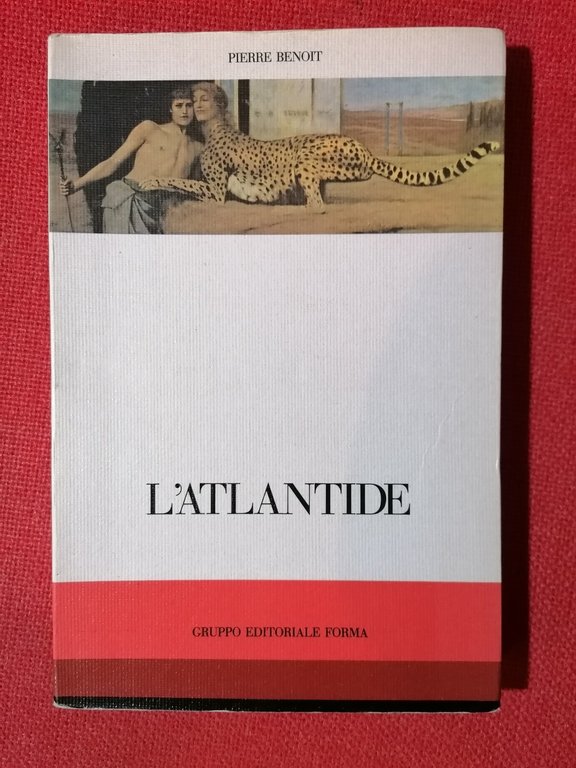 PIERRE BENOIT
L'ATLANTIDE
GRUPPO EDITORIALE FORMA